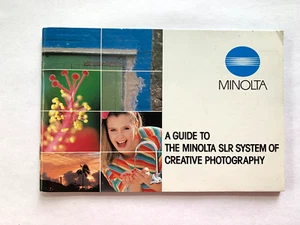 MINOLTA
A GUIDE TO
THE MINOLTA SLR SYSTEM OF
CREATIVE PHOTOGRAPHY